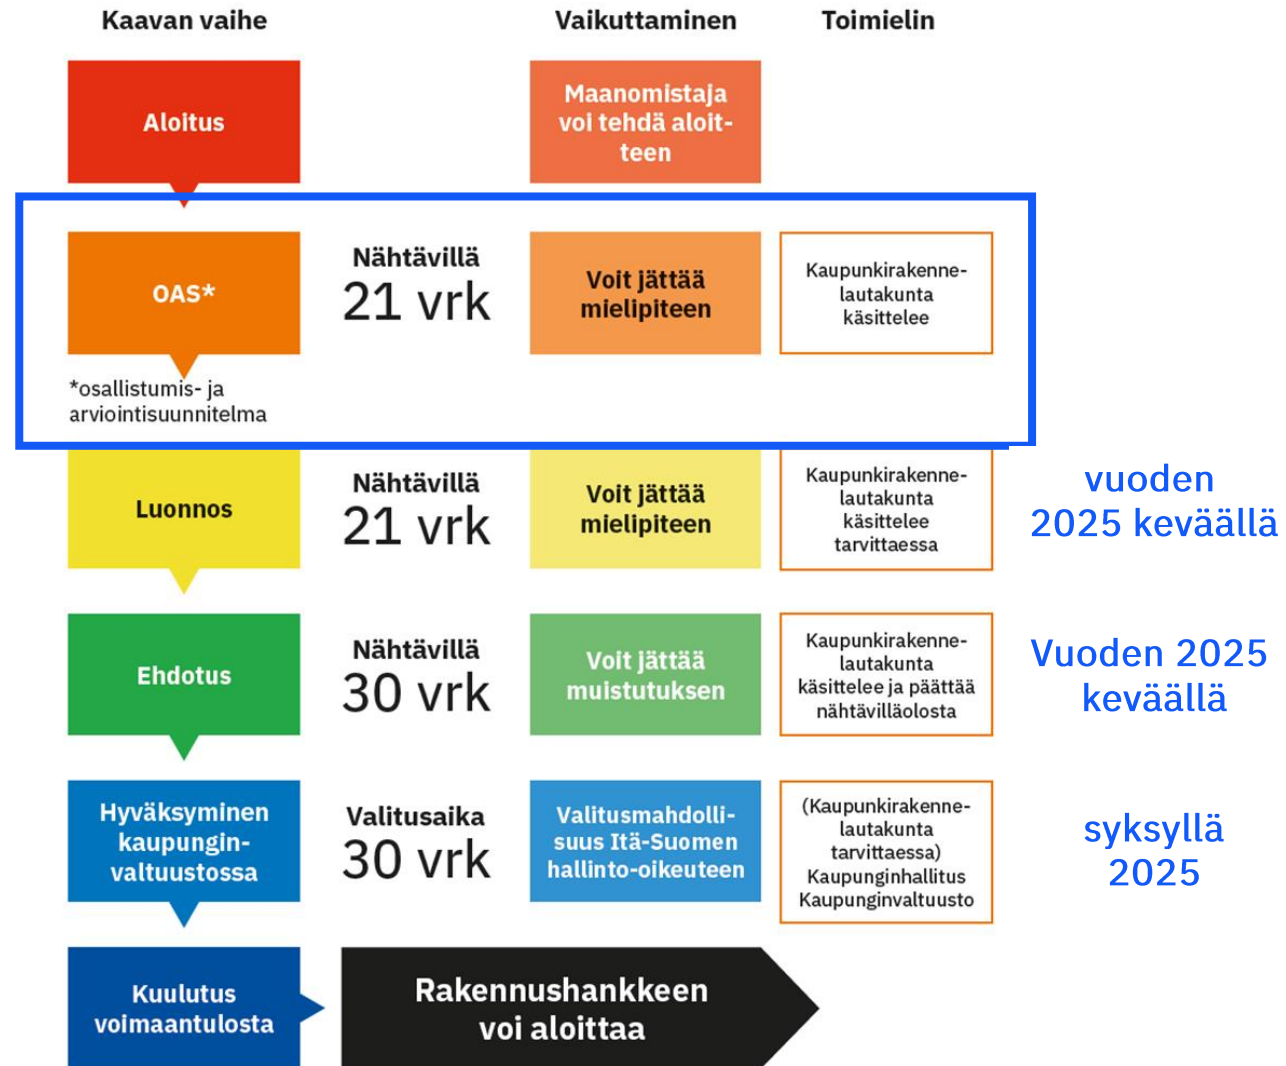 Kaavan vaihe
Vaikuttaminen
Toimielin
Aloitus
Maanomistaja
voi tehdä aloit-
teen
OAS*
Nähtävillä
21 vrk
Voit jättää
mielipiteen
Kaupunkirakenne-
lautakunta
käsittelee
*osallistumis- ja
arviointisuunnitelma
Luonnos
Nähtävillä
21 vrk
Voit jättää
mielipiteen
Kaupunkirakenne-
lautakunta
käsittelee
tarvittaessa
vuoden
2025 keväällä
Ehdotus
Nähtävillä
30 vrk
Voit jättää
muistutuksen
Kaupunkirakenne-
lautakunta
käsittelee ja päättää
nähtävilläolosta
Vuoden 2025
keväällä
Hyväksyminen
kaupungin-
valtuustossa
Valitusaika
30 vrk
Valitusmahdolli-
suus Itä-Suomen
hallinto-oikeuteen
(Kaupunkirakenne-
lautakunta
tarvittaessa)
Kaupunginhallitus
Kaupunginvaltuusto
syksyllä
2025
Kuulutus
voimaantulosta
Rakennushankkeen
voi aloittaa